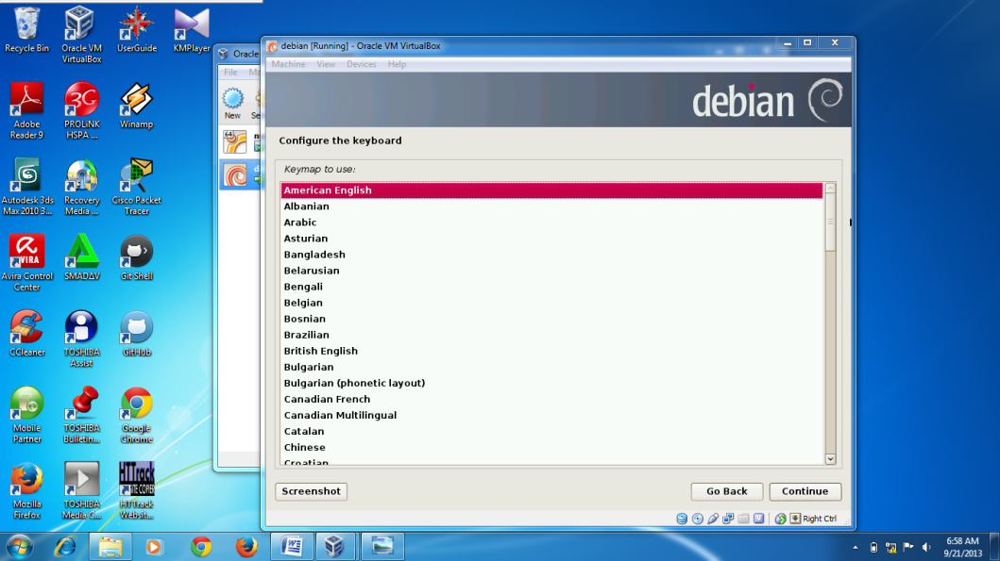 Recycle Bin
Oracle VM
VirtualBox
UserGuide
KMPlayer
Adobe
Reader 9
PROLiNK
HSPA ...
Winamp
Autodesk 3ds
Max 2010 3...
Recovery
Media ...
Cisco Packet
Tracer
Avira Control
Center
SMADΔV
Git Shell
CCleaner
TOSHIBA
Assist
GitHub
Mobile
Partner
TOSHIBA
Bulletin...
Google
Chrome
Mozilla
Firefox
TOSHIBA
Media C...
HTTrack
Websit...
Oracle
File
New
debian [Running] - Oracle VM VirtualBox
Machine View Devices Help
debian
Configure the keyboard
Keymap to use:
American English
Albanian
Arabic
Asturian
Bangladesh
Belarusian
Bengali
Belgian
Bosnian
Brazilian
British English
Bulgarian
Bulgarian (phonetic layout)
Canadian French
Canadian Multilingual
Catalan
Chinese
Croatian
Screenshot
Go Back
Continue
Right Ctrl
6:58 AM
9/21/2013